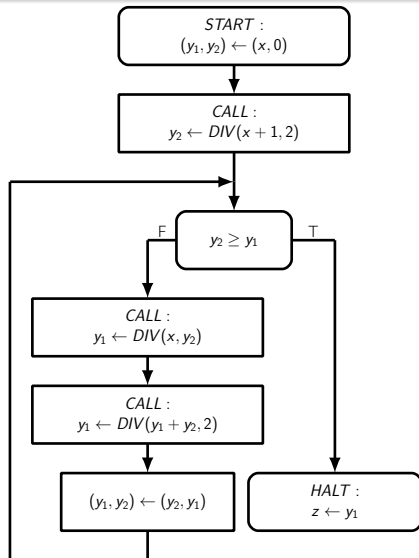 START :
(y₁, y₂) ← (x, 0)
CALL :
y₂ ← DIV(x + 1, 2)
y₂ ≥ y₁
F
T
CALL :
y₁ ← DIV(x, y₂)
CALL :
y₁ ← DIV(y₁ + y₂, 2)
(y₁, y₂) ← (y₂, y₁)
HALT :
z ← y₁